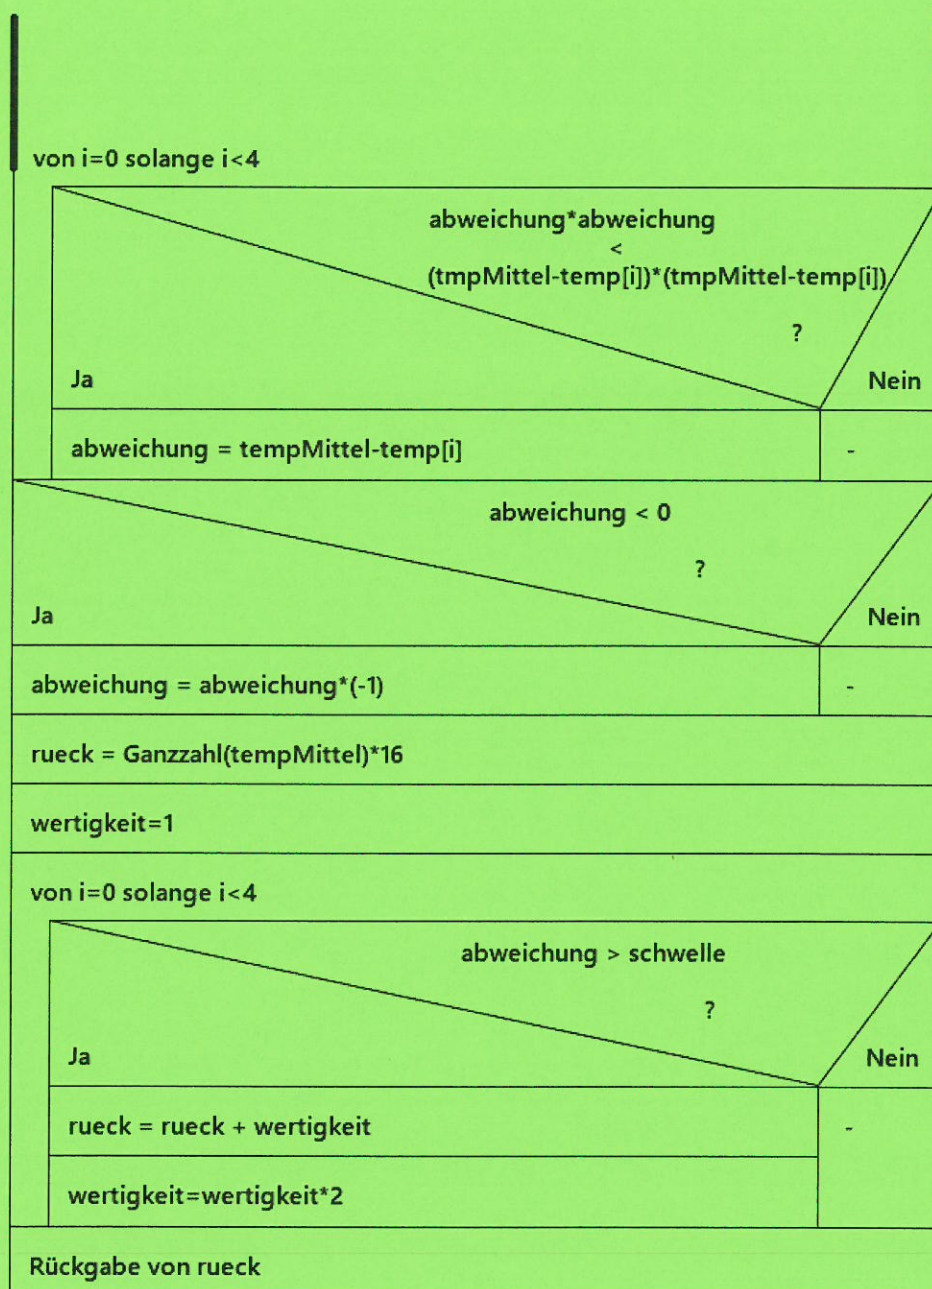 von i=0 solange i<4
abweichung*abweichung
<
(tmpMittel-temp[i])*(tmpMittel-temp[i])
?
Ja
Nein
abweichung = tempMittel-temp[i]
-
abweichung < 0
?
Ja
Nein
abweichung = abweichung*(-1)
-
rueck = Ganzzahl(tempMittel)*16
wertigkeit=1
von i=0 solange i<4
abweichung > schwelle
?
Ja
Nein
rueck = rueck + wertigkeit
-
wertigkeit=wertigkeit*2
Rückgabe von rueck